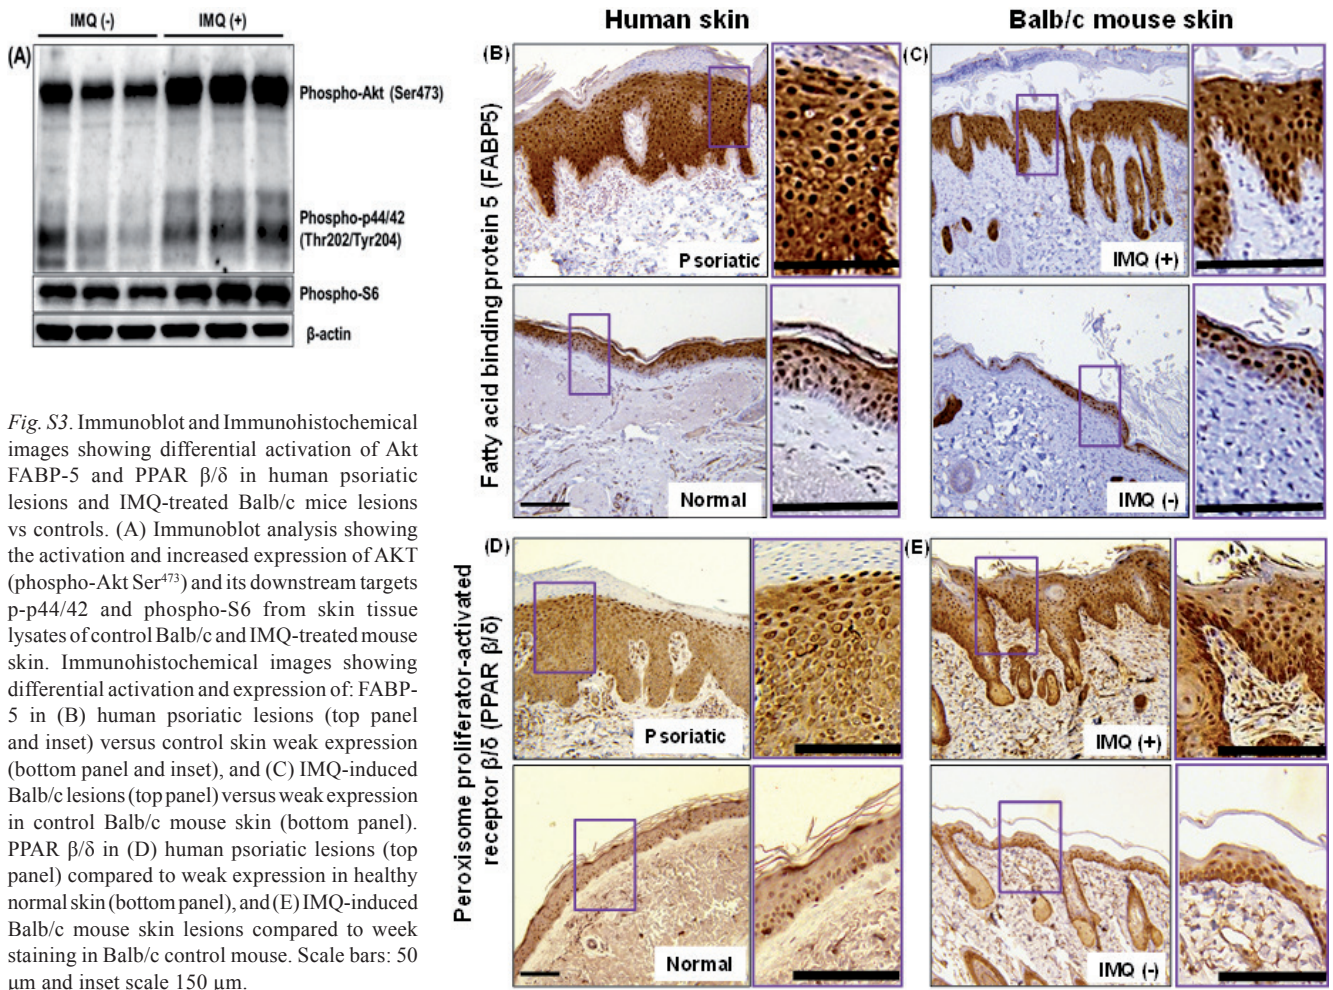 IMQ (-) IMQ (+)
(A)
Phospho-Akt (Ser473)
Phospho-p44/42
(Thr202/Tyr204)
Phospho-S6
β-actin
Fig. S3. Immunoblot and Immunohistochemical
images showing differential activation of Akt
FABP-5 and PPAR β/δ in human psoriatic
lesions and IMQ-treated Balb/c mice lesions
vs controls. (A) Immunoblot analysis showing
the activation and increased expression of AKT
(phospho-Akt Ser473) and its downstream targets
p-p44/42 and phospho-S6 from skin tissue
lysates of control Balb/c and IMQ-treated mouse
skin. Immunohistochemical images showing
differential activation and expression of: FABP-
5 in (B) human psoriatic lesions (top panel
and inset) versus control skin weak expression
(bottom panel and inset), and (C) IMQ-induced
Balb/c lesions (top panel) versus weak expression
in control Balb/c mouse skin (bottom panel).
PPAR β/δ in (D) human psoriatic lesions (top
panel) compared to weak expression in healthy
normal skin (bottom panel), and (E) IMQ-induced
Balb/c mouse skin lesions compared to week
staining in Balb/c control mouse. Scale bars: 50
μm and inset scale 150 μm.
Human skin
Balb/c mouse skin
Fatty acid binding protein 5 (FABP5)
(B)
Psoriatic
Normal
(C)
IMQ (+)
IMQ (-)
Peroxisome proliferator-activated
receptor β/δ (PPAR β/δ)
(D)
Psoriatic
Normal
(E)
IMQ (+)
IMQ (-)